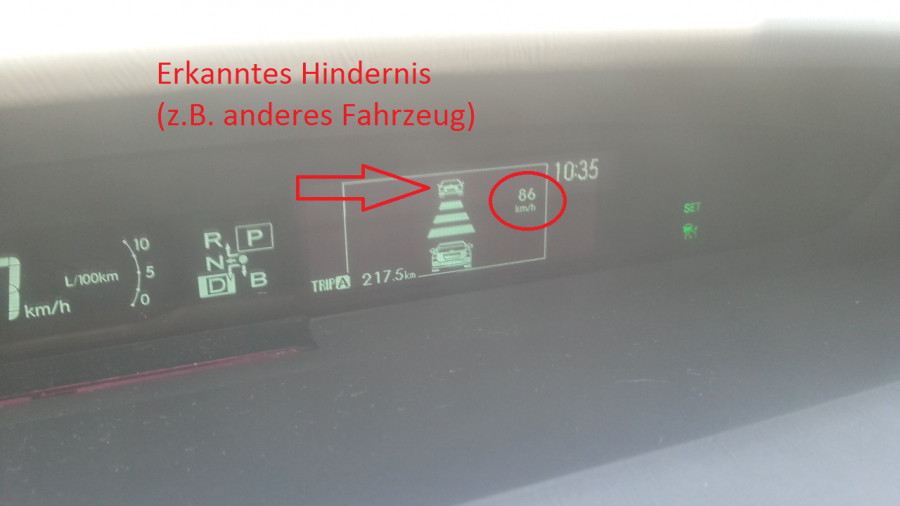 Erkanntes Hindernis
(z.B. anderes Fahrzeug)
10:35
86
km/h
SET
R P
N
D B
10
5
0
L/100km
km/h
TRIP A 217.5km